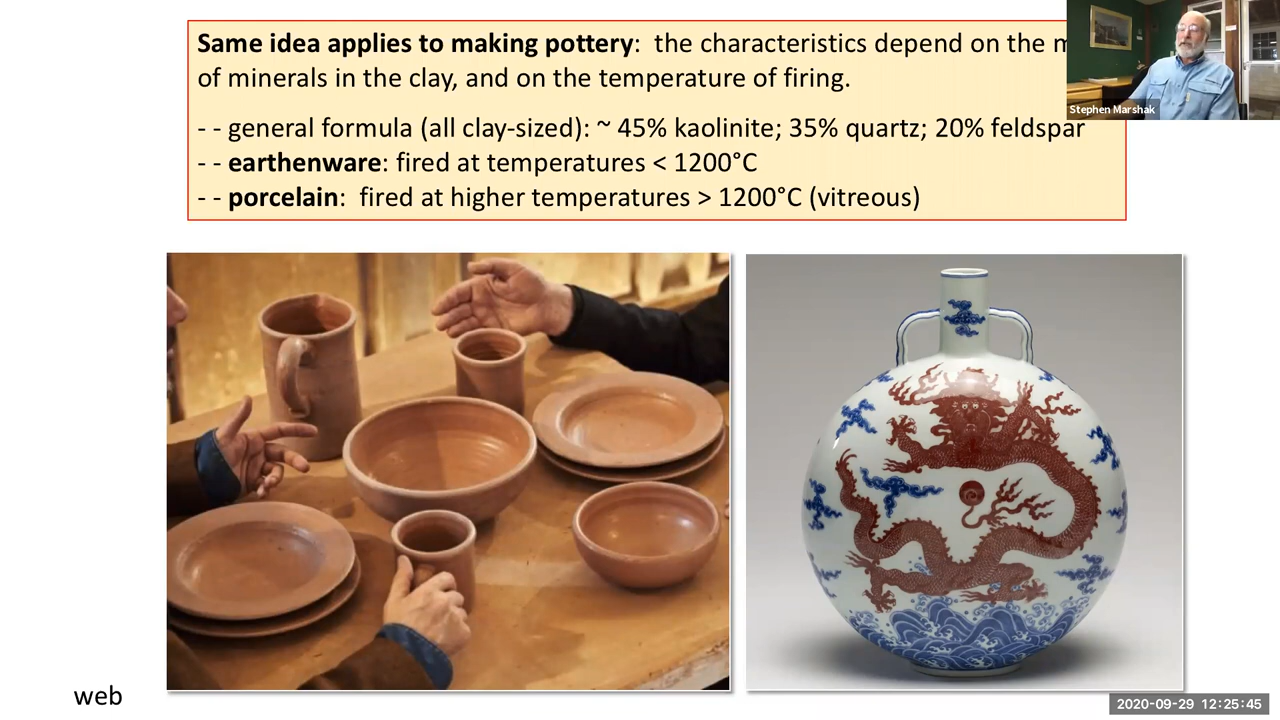 Same idea applies to making pottery: the characteristics depend on the
of minerals in the clay, and on the temperature of firing.
- - general formula (all clay-sized): ~ 45% kaolinite; 35% quartz; 20% feldspar
- - earthenware: fired at temperatures < 1200°C
- - porcelain: fired at higher temperatures > 1200°C (vitreous)
Stephen Marshak
web
2020-09-29 12:25:45